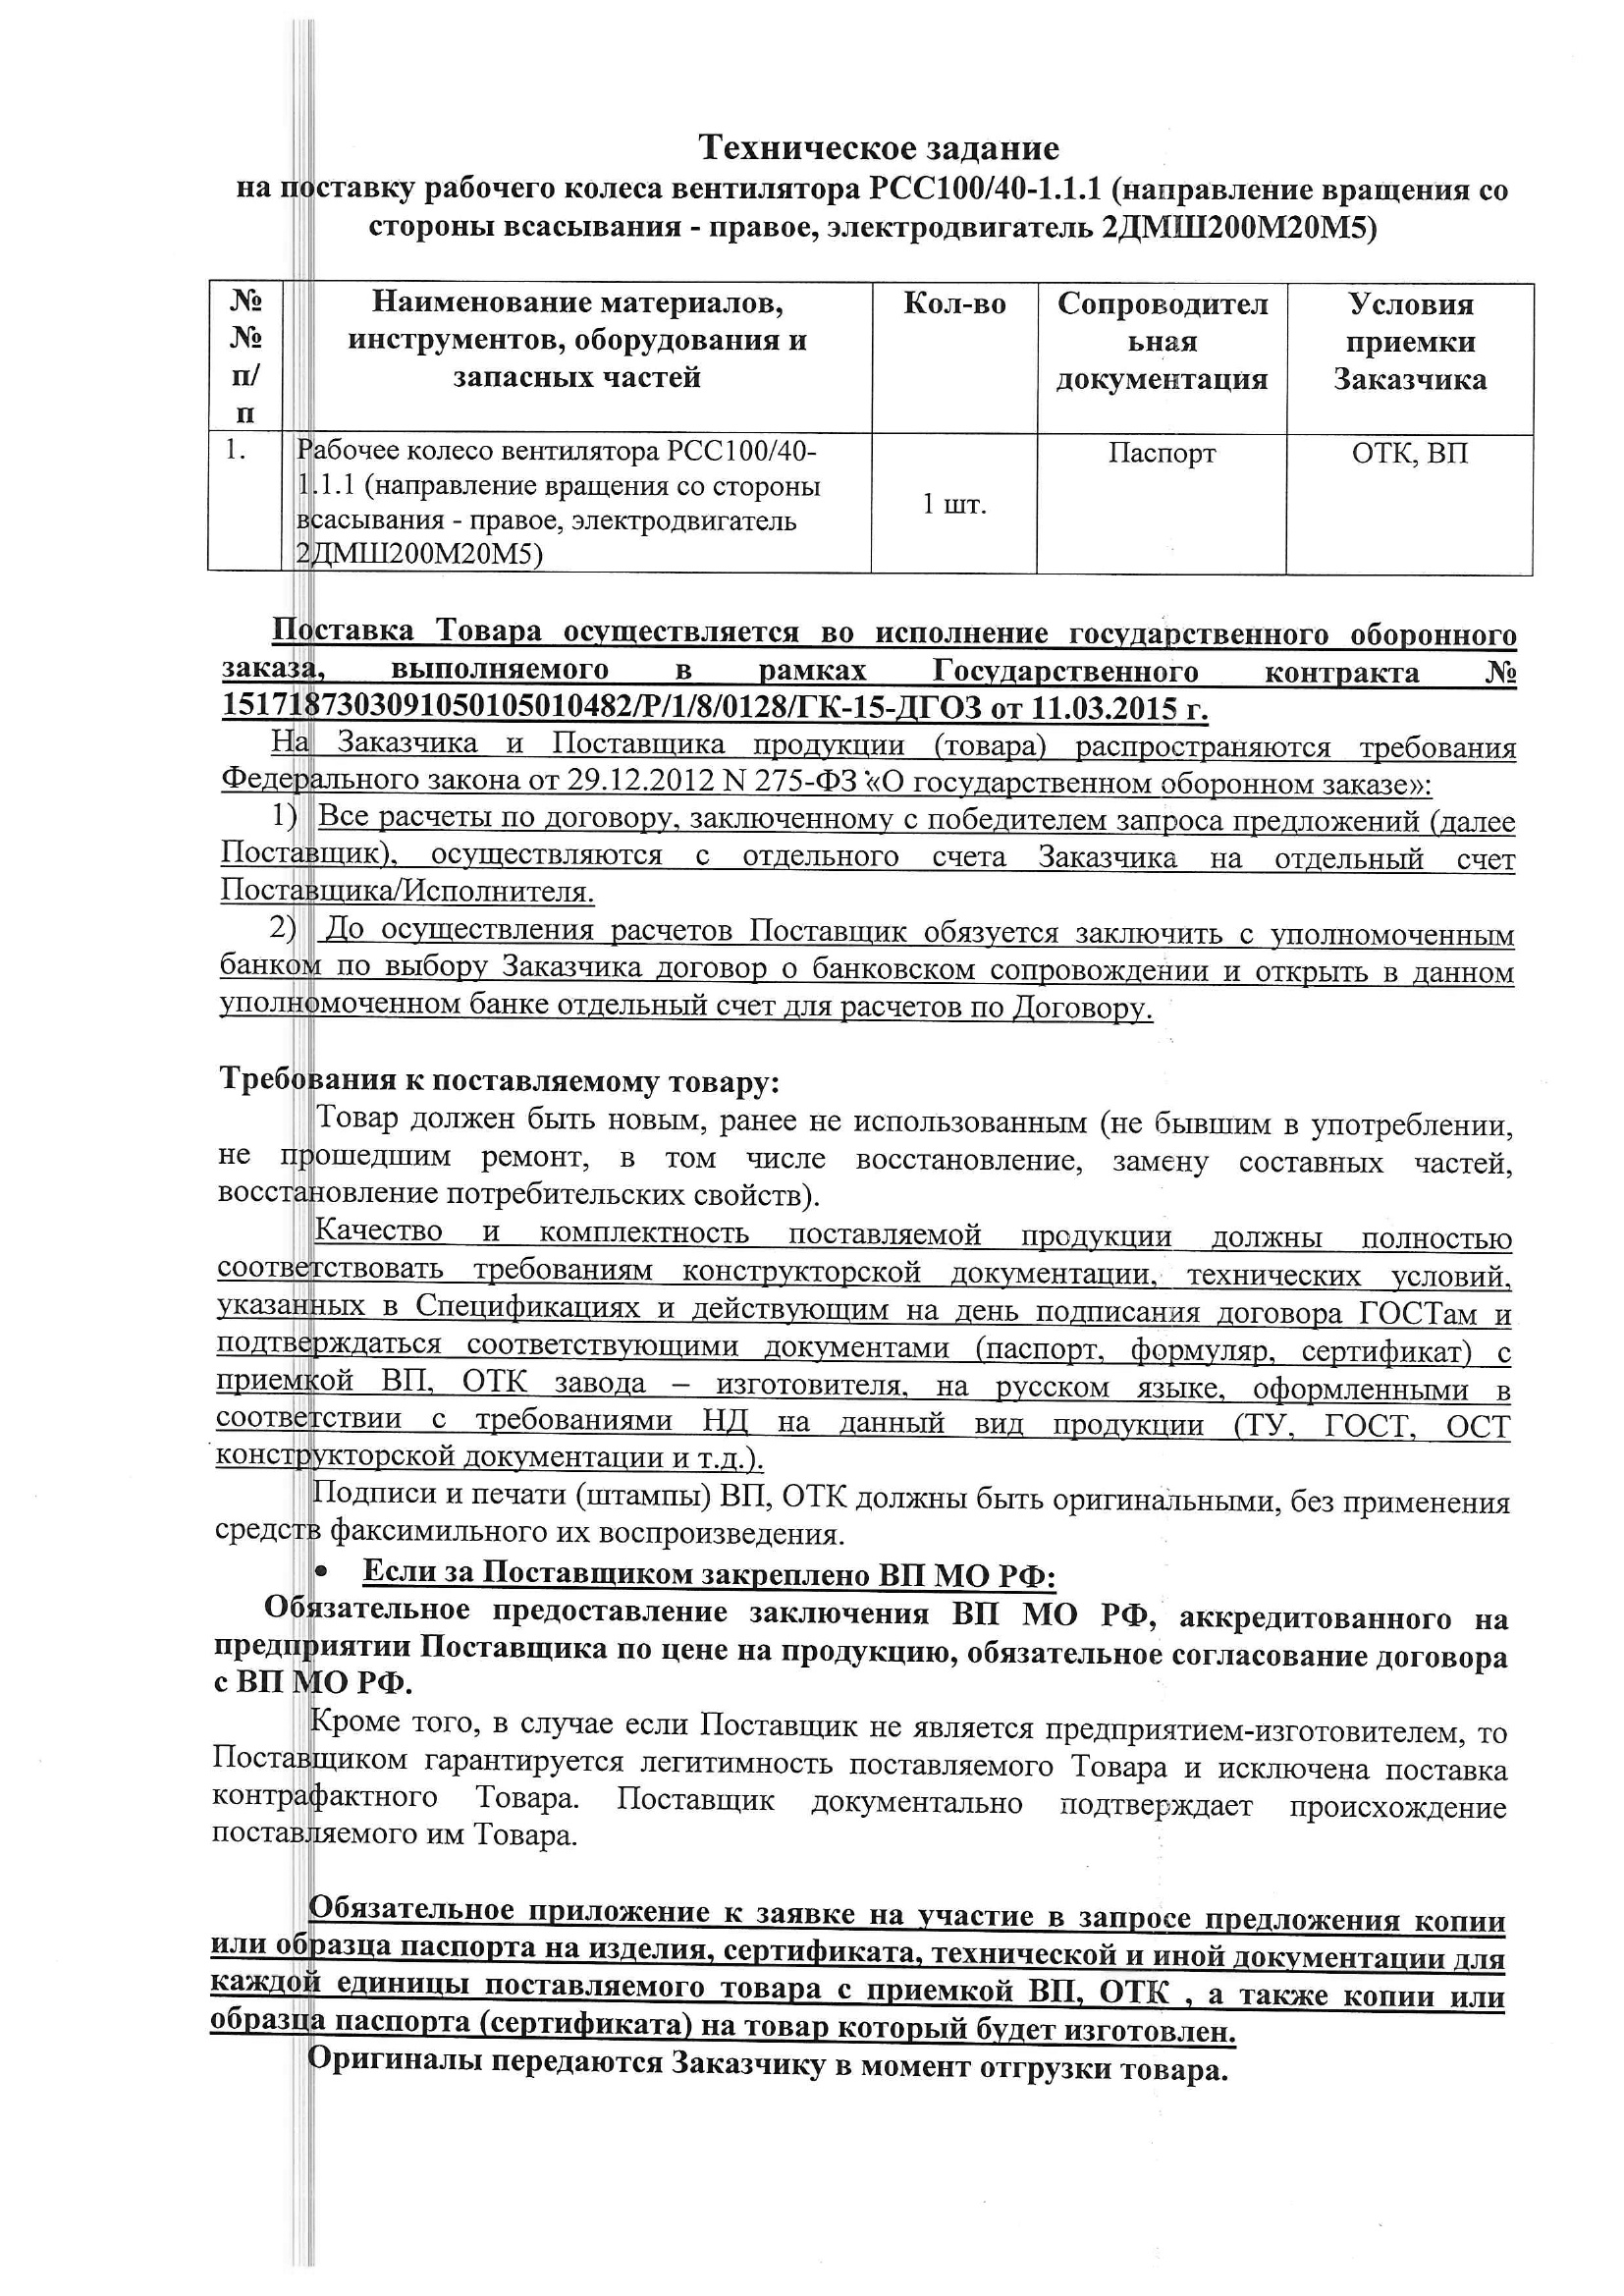 Техническое задание
на поставку рабочего колеса вентилятора РСС100/40-1.1.1 (направление вращения со
стороны всасывания - правое, электродвигатель 2ДМШ200М20М5)
№
№
п/
п
Наименование материалов,
инструментов, оборудования и
запасных частей
Кол-во
Сопроводител
ьная
документация
Условия
приемки
Заказчика
1.
Рабочее колесо вентилятора РСС100/40-
1.1.1 (направление вращения со стороны
всасывания - правое, электродвигатель
2ДМШ200М20М5)
1 шт.
Паспорт
ОТК, ВП
Поставка Товара осуществляется во исполнение государственного оборонного
заказа, выполняемого в рамках Государственного контракта №
1517187303091050105010482/Р/1/8/0128/ГК-15-ДГОЗ от 11.03.2015 г.
На Заказчика и Поставщика продукции (товара) распространяются требования
Федерального закона от 29.12.2012 N 275-ФЗ «О государственном оборонном заказе»:
1) Все расчеты по договору, заключенному с победителем запроса предложений (далее
Поставщик), осуществляются с отдельного счета Заказчика на отдельный счет
Поставщика/Исполнителя.
2) До осуществления расчетов Поставщик обязуется заключить с уполномоченным
банком по выбору Заказчика договор о банковском сопровождении и открыть в данном
уполномоченном банке отдельный счет для расчетов по Договору.
Требования к поставляемому товару:
Товар должен быть новым, ранее не использованным (не бывшим в употреблении,
не прошедшим ремонт, в том числе восстановление, замену составных частей,
восстановление потребительских свойств).
Качество и комплектность поставляемой продукции должны полностью
соответствовать требованиям конструкторской документации, технических условий,
указанных в Спецификациях и действующим на день подписания договора ГОСТам и
подтверждаться соответствующими документами (паспорт, формуляр, сертификат) с
приемкой ВП, ОТК завода – изготовителя, на русском языке, оформленными в
соответствии с требованиями НД на данный вид продукции (ТУ, ГОСТ, ОСТ
конструкторской документации и т.д.).
Подписи и печати (штампы) ВП, ОТК должны быть оригинальными, без применения
средств факсимильного их воспроизведения.
• Если за Поставщиком закреплено ВП МО РФ:
Обязательное предоставление заключения ВП МО РФ, аккредитованного на
предприятии Поставщика по цене на продукцию, обязательное согласование договора
с ВП МО РФ.
Кроме того, в случае если Поставщик не является предприятием-изготовителем, то
Поставщиком гарантируется легитимность поставляемого Товара и исключена поставка
контрафактного Товара. Поставщик документально подтверждает происхождение
поставляемого им Товара.
Обязательное приложение к заявке на участие в запросе предложения копии
или образца паспорта на изделия, сертификата, технической и иной документации для
каждой единицы поставляемого товара с приемкой ВП, ОТК , а также копии или
образца паспорта (сертификата) на товар который будет изготовлен.
Оригиналы передаются Заказчику в момент отгрузки товара.